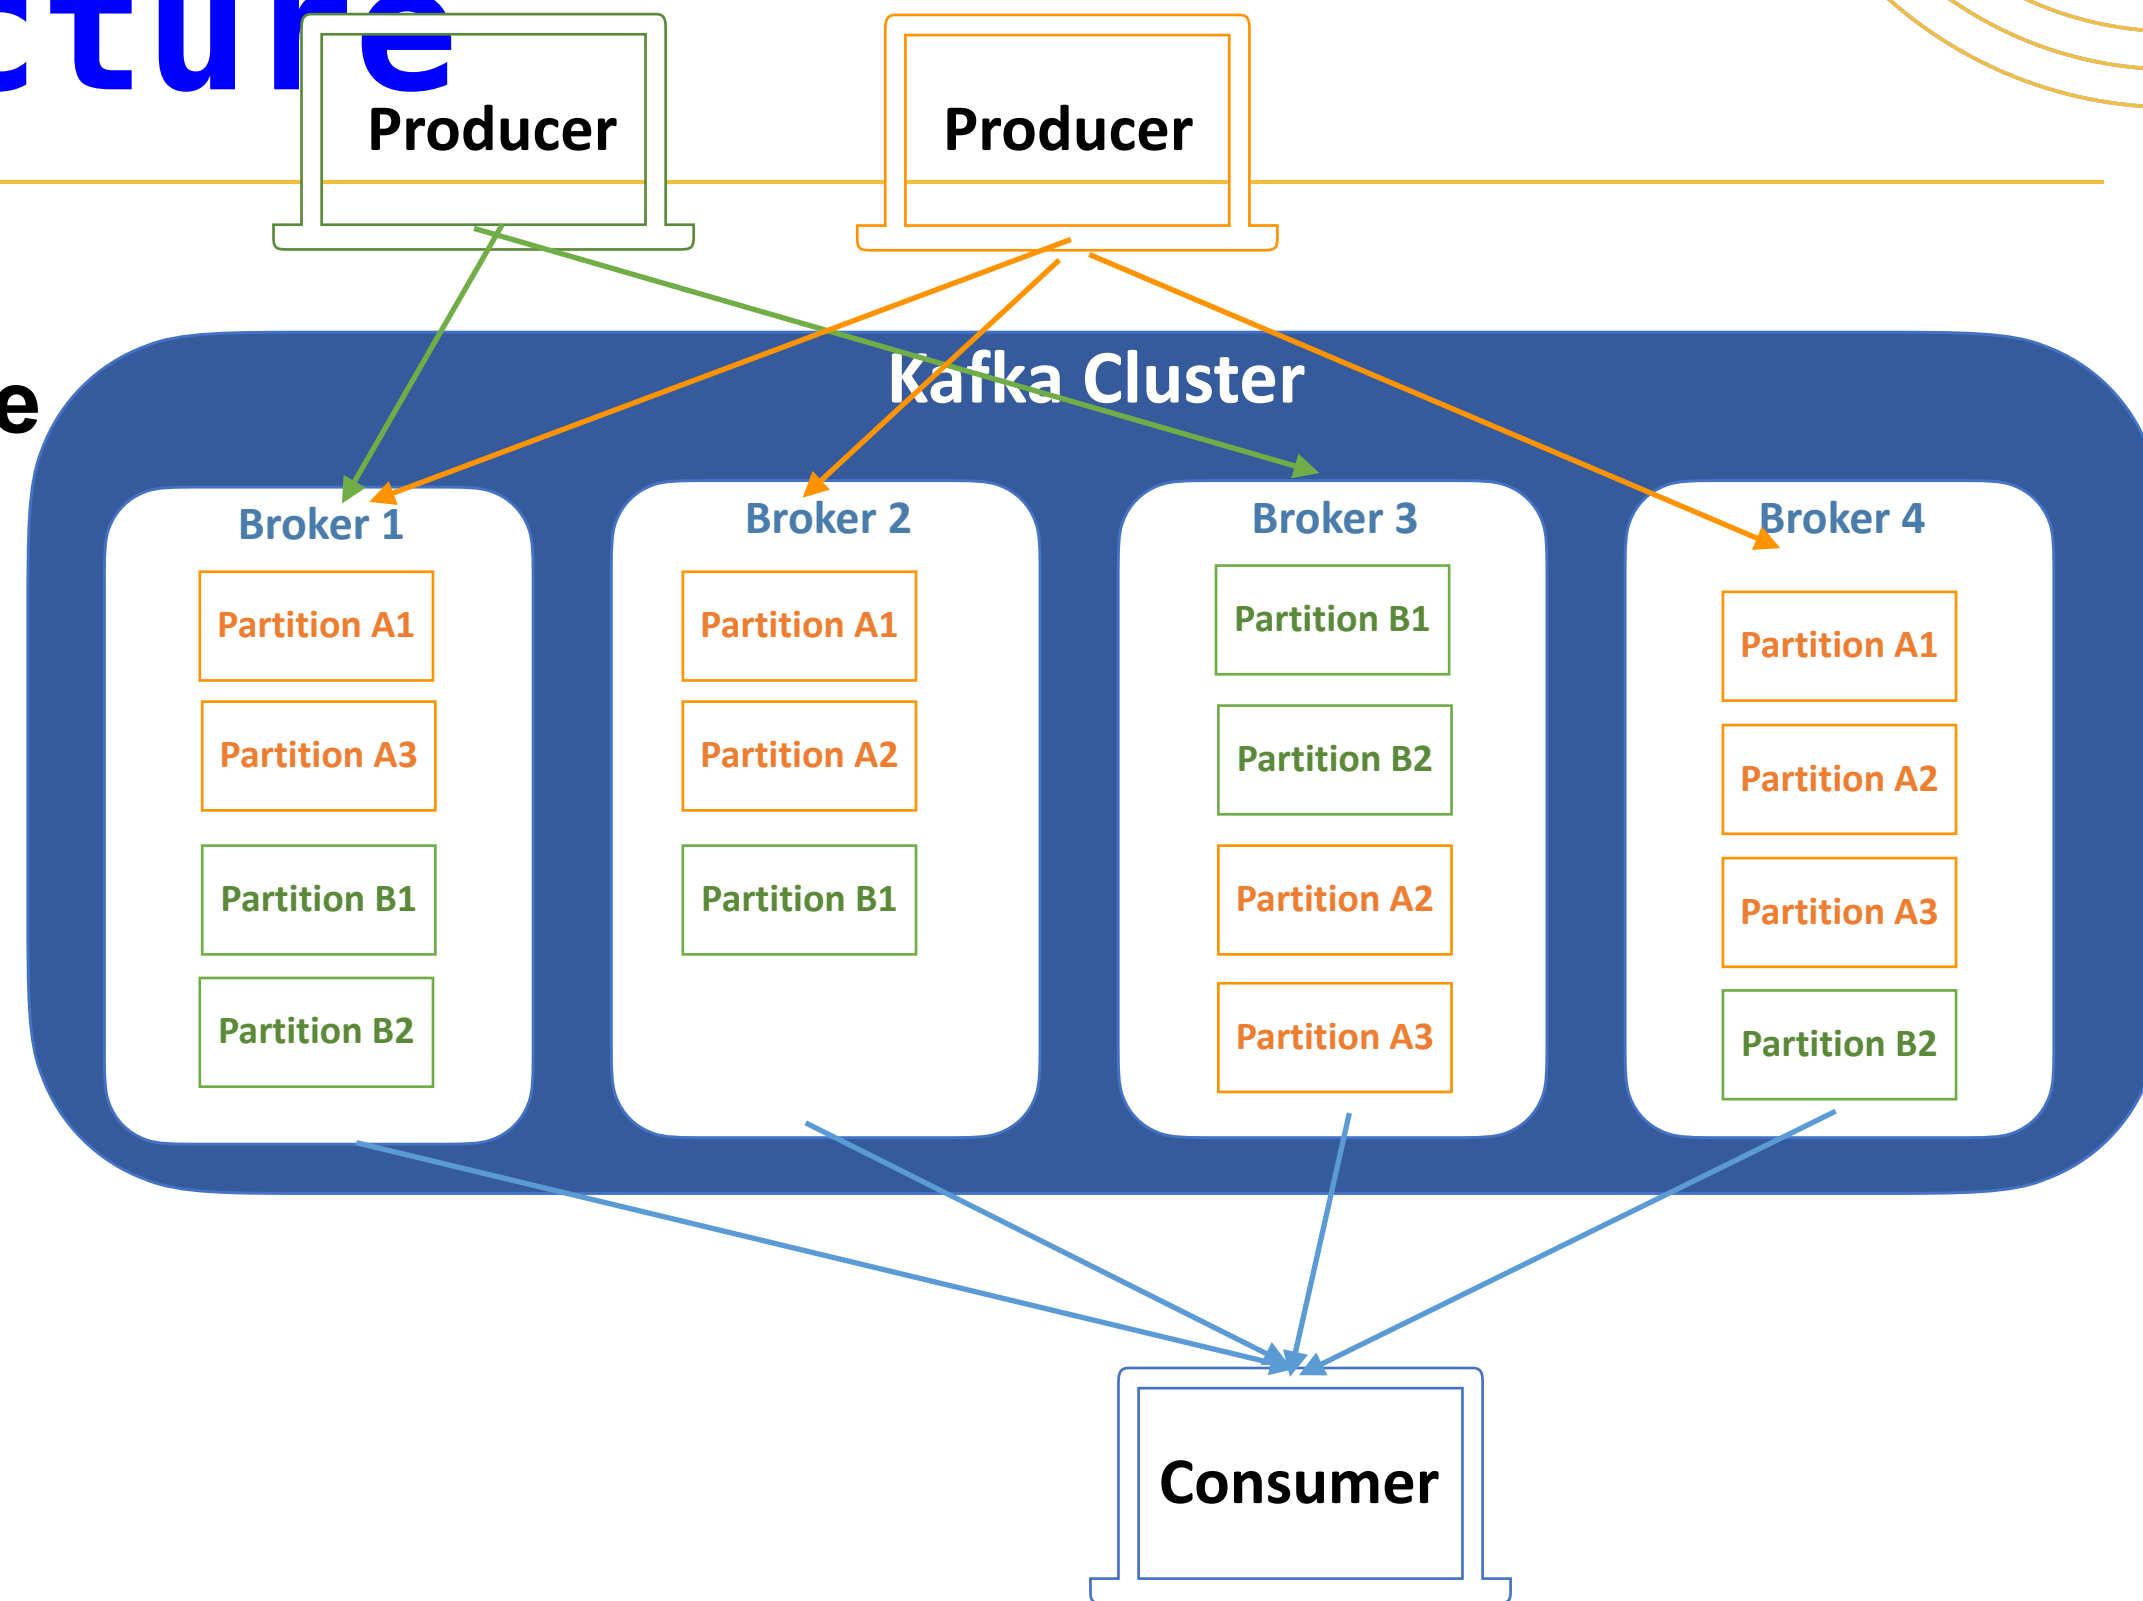 cture
Producer
Producer
Kafka Cluster
e
Broker 1
Partition A1
Partition A3
Partition B1
Partition B2
Broker 2
Partition A1
Partition A2
Partition B1
Broker 3
Partition B1
Partition B2
Partition A2
Partition A3
Broker 4
Partition A1
Partition A2
Partition A3
Partition B2
Consumer